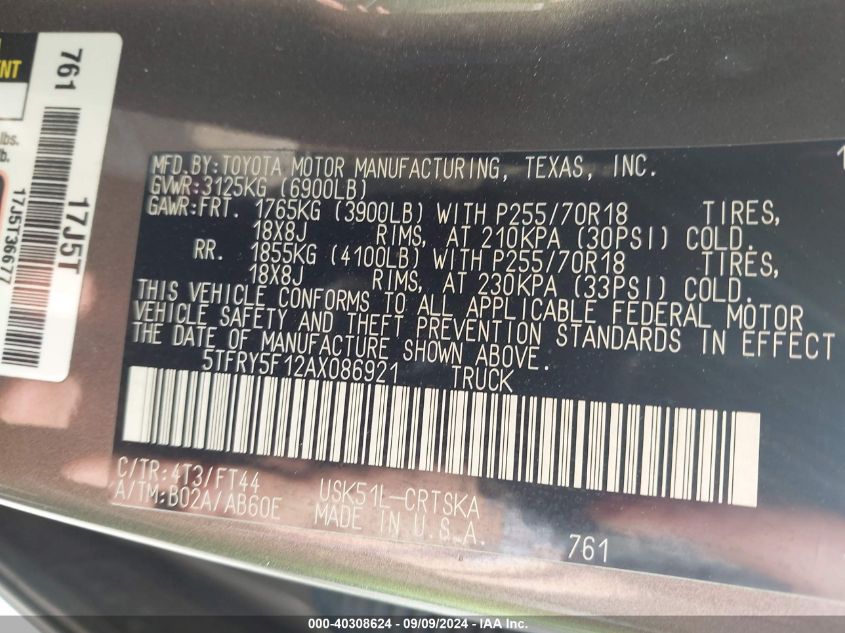 NT
761
lbs.
b.
17J5T
17J5T36677
1
MFD.BY:TOYOTA MOTOR MANUFACTURING, TEXAS, INC.
GVWR:3125KG (6900LB)
GAWR:FRT. 1765KG (3900LB) WITH P255/70R18 TIRES,
18X8J RIMS, AT 210KPA (30PSI) COLD.
RR. 1855KG (4100LB) WITH P255/70R18 TIRES,
18X8J RIMS, AT 230KPA (33PSI) COLD.
THIS VEHICLE CONFORMS TO ALL APPLICABLE FEDERAL MOTOR
VEHICLE SAFETY AND THEFT PREVENTION STANDARDS IN EFFECT
THE DATE OF MANUFACTURE SHOWN ABOVE.
5TFRY5F12AX086921 TRUCK
C/TR:4T3/FT44
A/TM:B02A/AB60E
USK51L-CRTSKA
MADE IN U.S.A.
761
000-40308624 - 09/09/2024 - IAA, Inc.